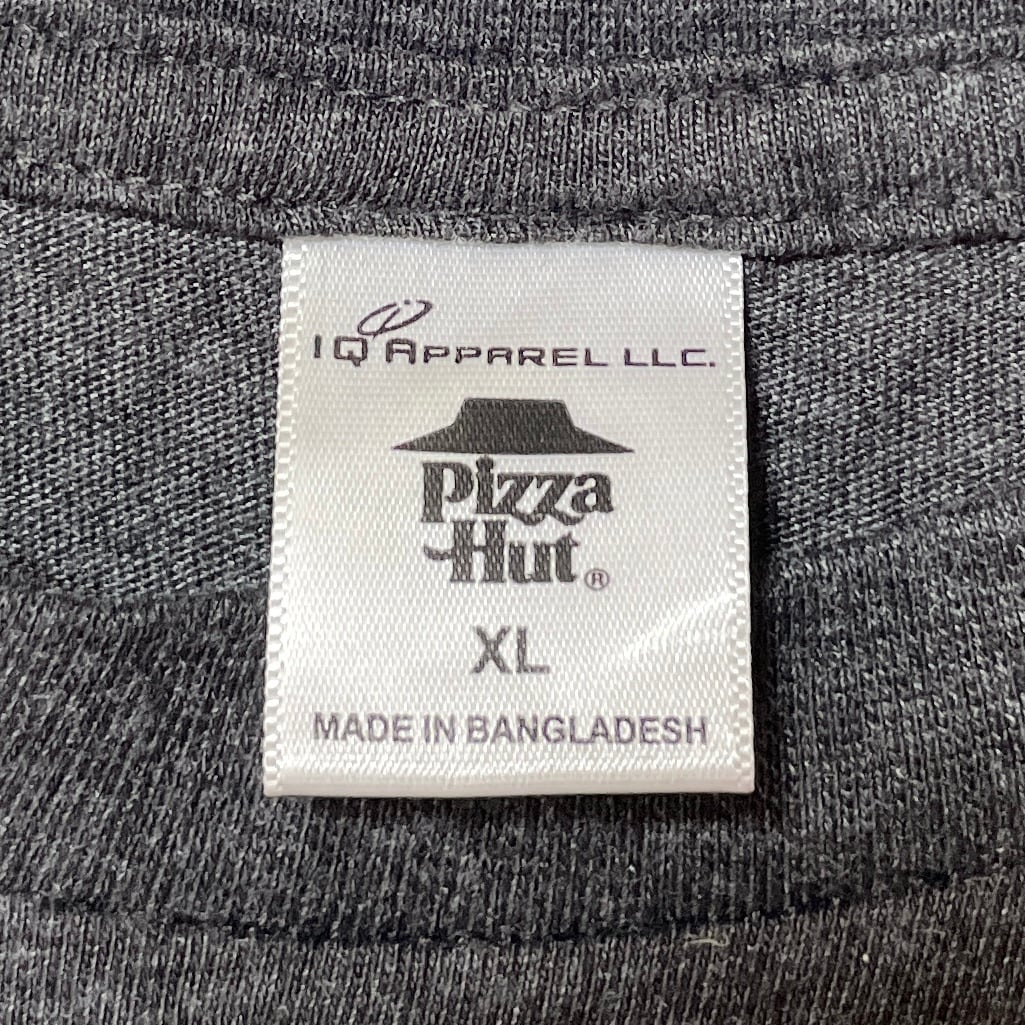 IQ APPAREL LLC.
Pizza
Hut®
XL
MADE IN BANGLADESH